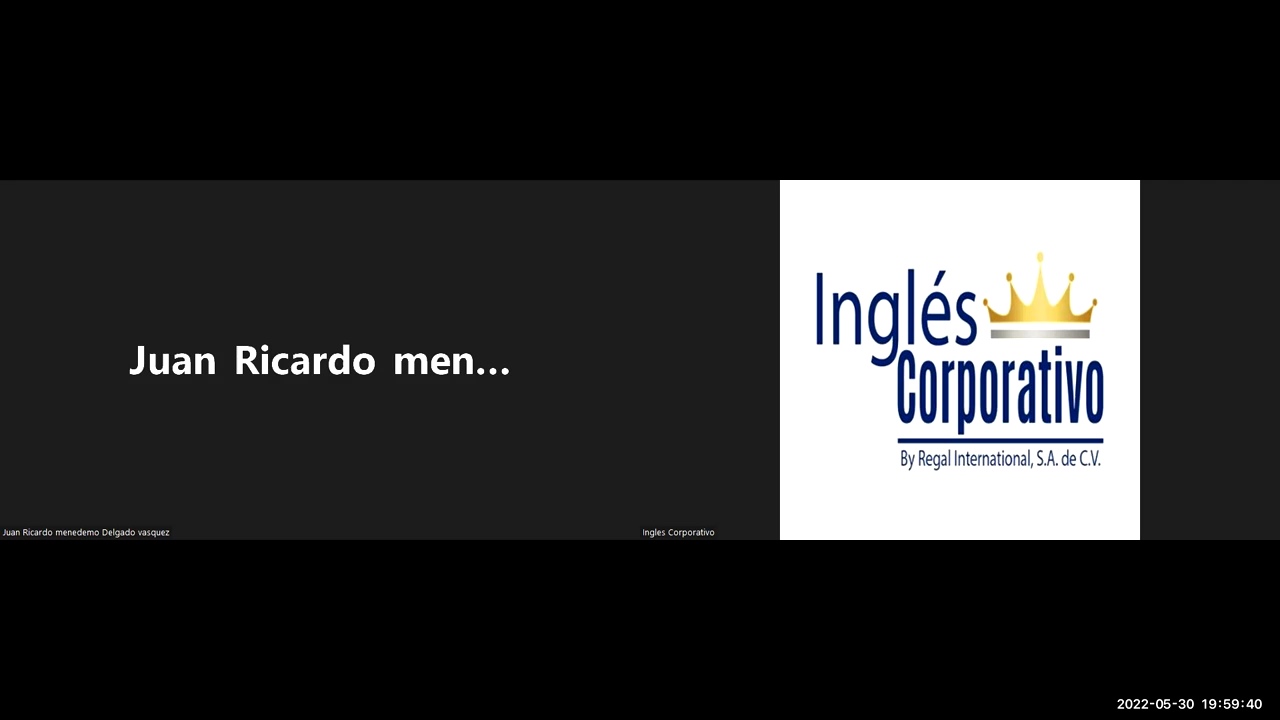 Juan Ricardo men...
Juan Ricardo menedemo Delgado vasquez
Inglés
Corporativo
By Regal International, S.A. de C.V.
Ingles Corporativo
2022-05-30 19:59:40